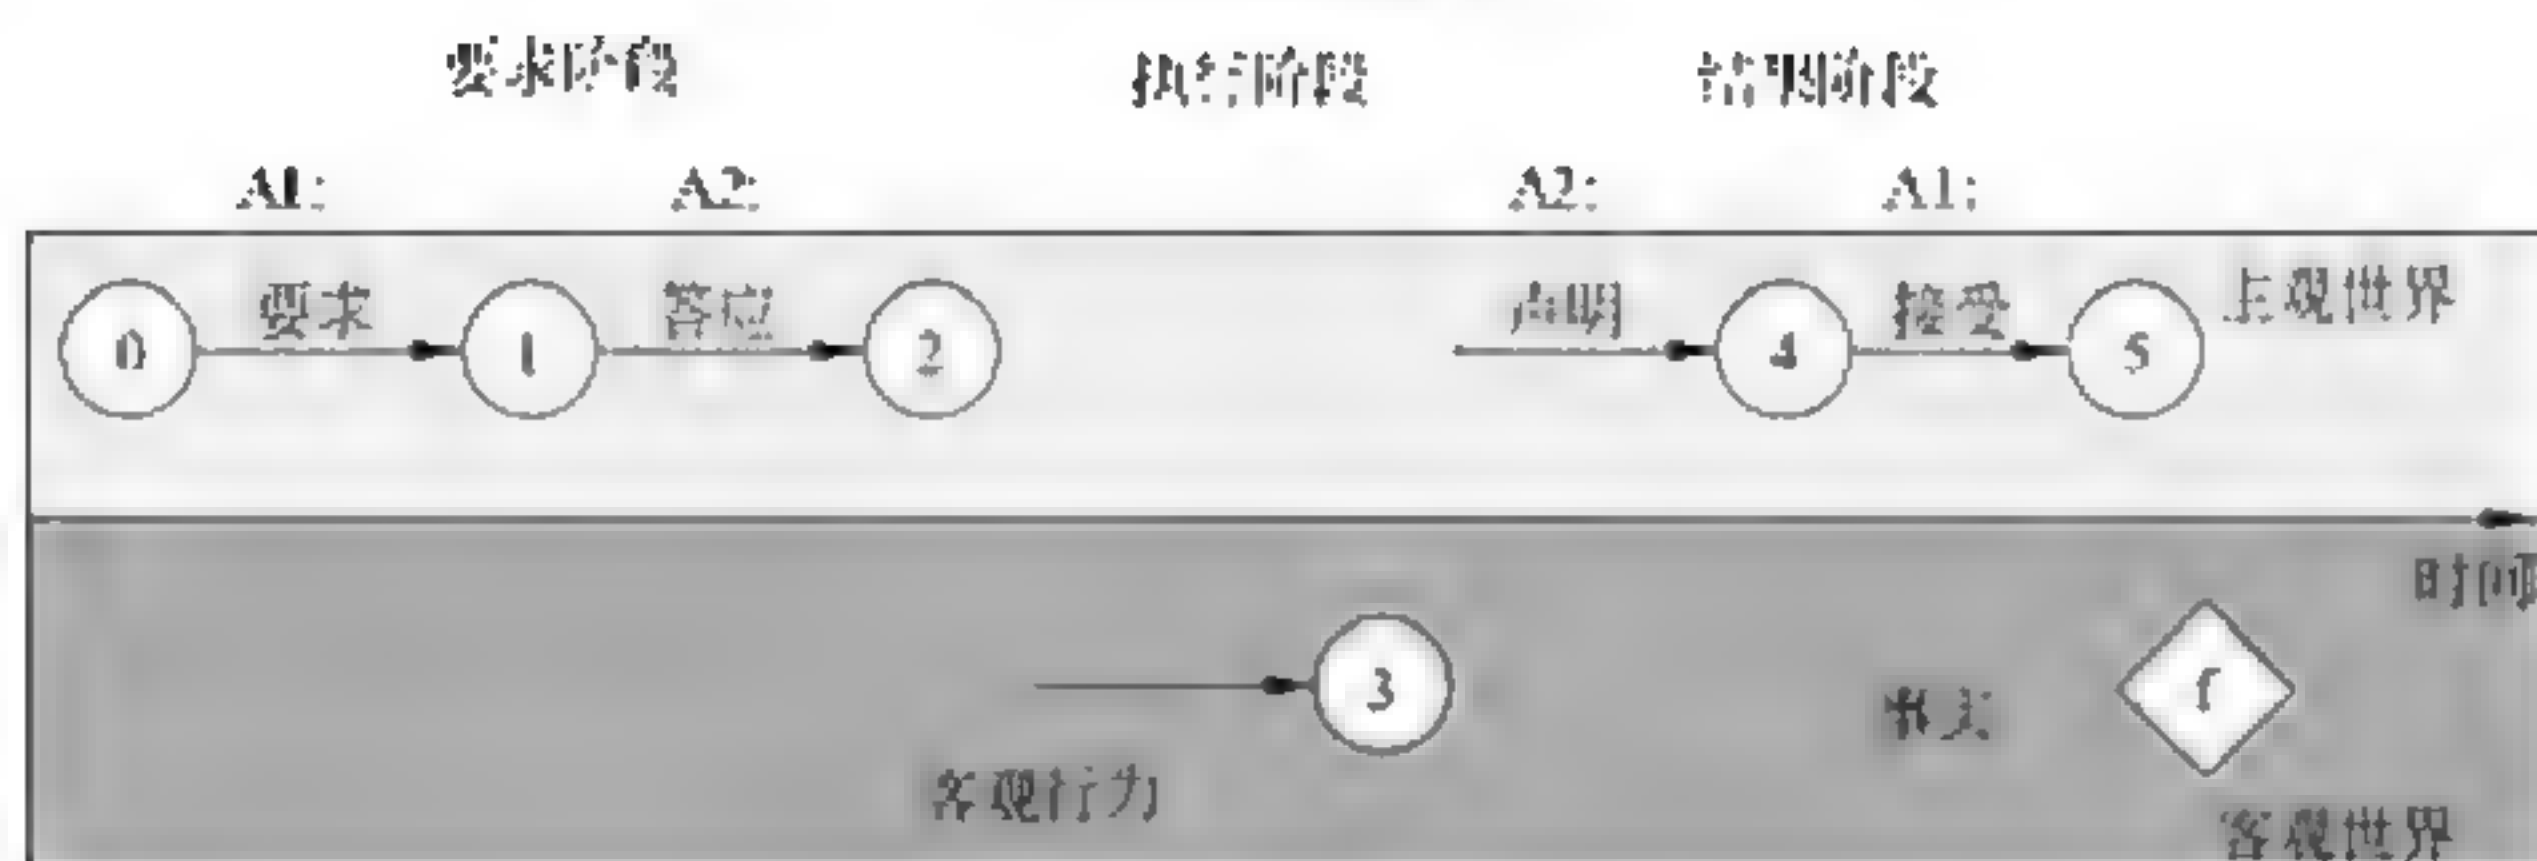 要求阶段 执行阶段 结果阶段
A1: A2: A2: A1:
要求 答应 声明 接受 主观世界
0 1 2 4 5
时间
3 f
事实
客观行为
客观世界